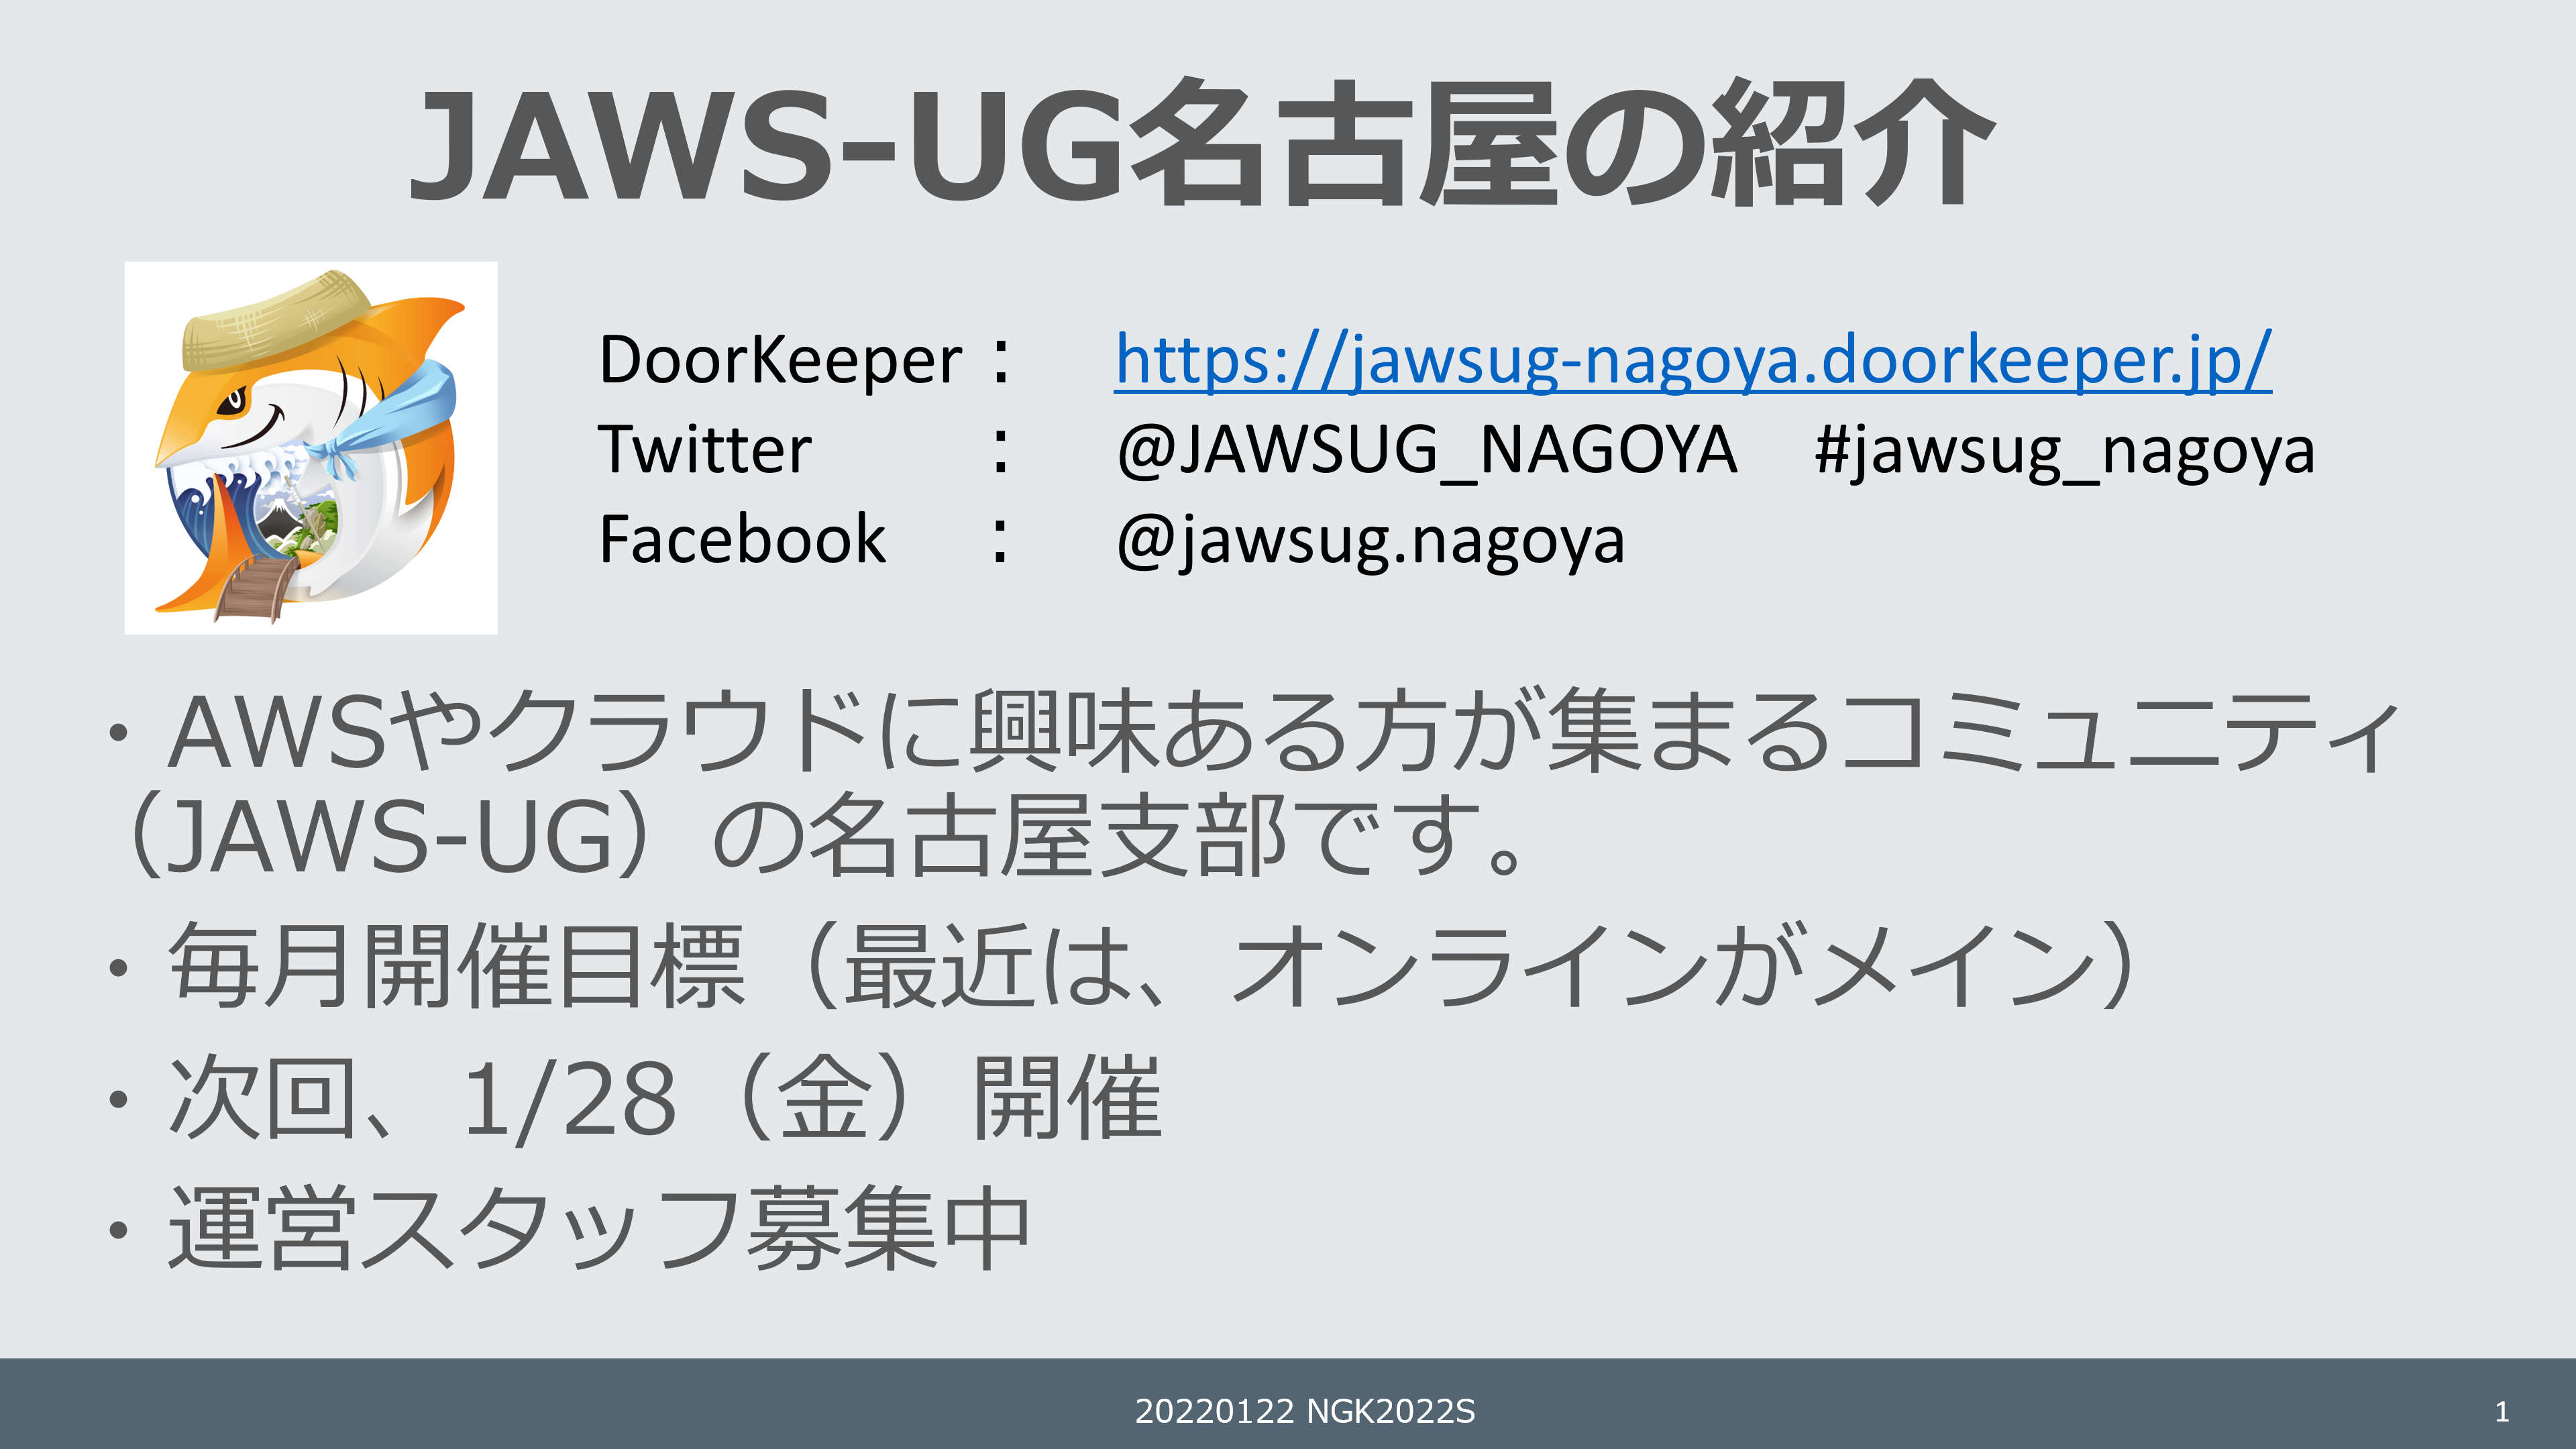 JAWS-UG名古屋の紹介
DoorKeeper： https://jawsug-nagoya.doorkeeper.jp/
Twitter ： @JAWSUG_NAGOYA #jawsug_nagoya
Facebook ： @jawsug.nagoya
・AWSやクラウドに興味ある方が集まるコミュニティ
（JAWS-UG）の名古屋支部です。
・毎月開催目標（最近は、オンラインがメイン）
・次回、1/28（金）開催
・運営スタッフ募集中
20220122 NGK2022S
1